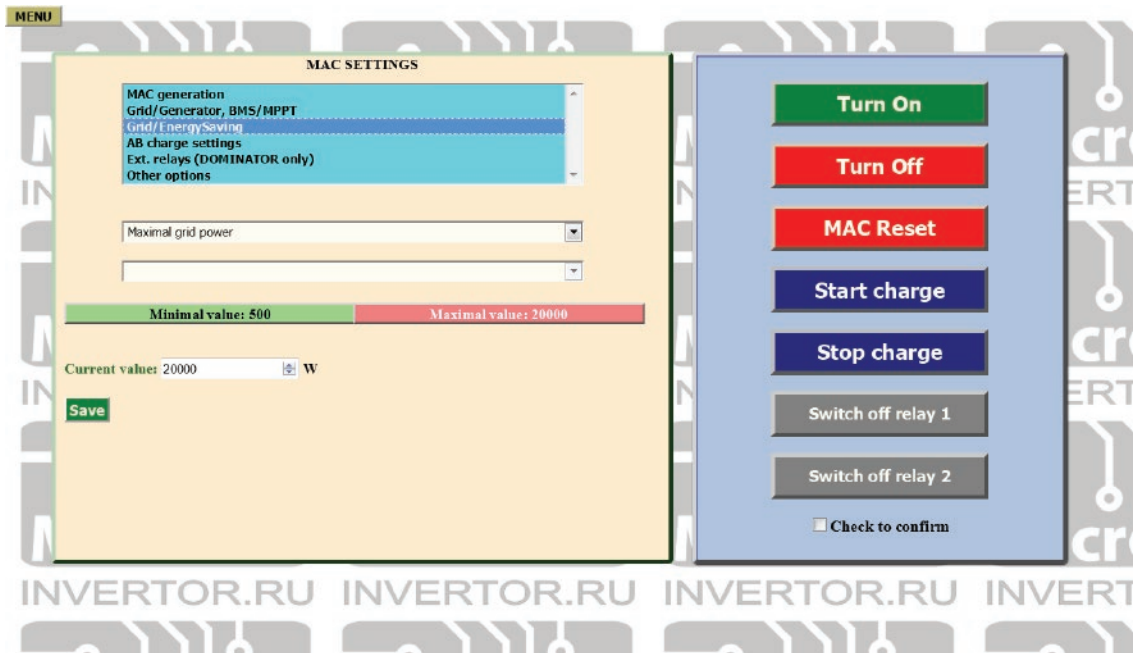 MENU
MAC SETTINGS
MAC generation
Grid/Generator, BMS/MPPT
Grid/EnergySaving
AB charge settings
Ext. relays (DOMINATOR only)
Other options
Maximal grid power
Minimal value: 500
Maximal value: 20000
Current value: 20000 W
Save
Turn On
Turn Off
MAC Reset
Start charge
Stop charge
Switch off relay 1
Switch off relay 2
Check to confirm
INVERTOR.RU INVERTOR.RU INVERTOR.RU INVERT